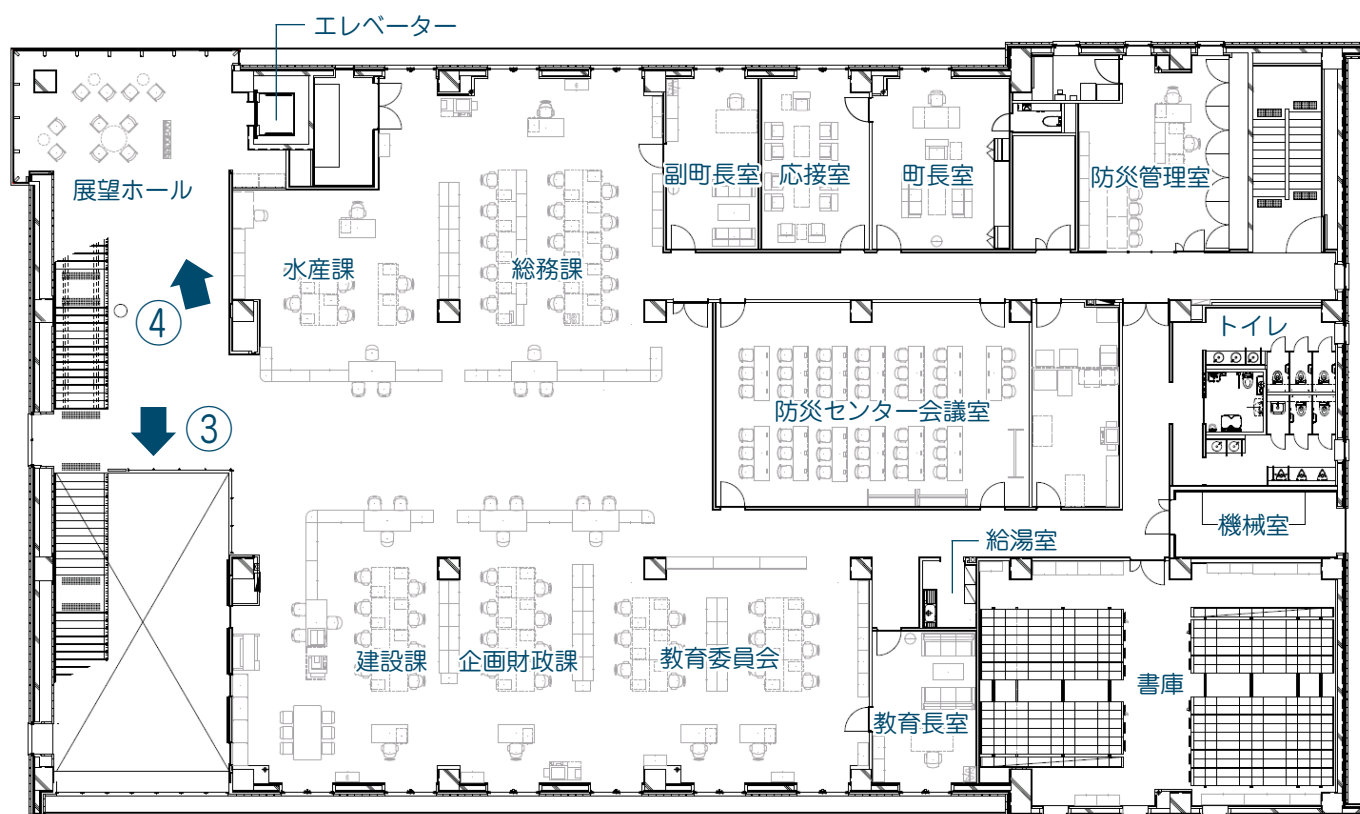 エレベーター
展望ホール
副町長室
応接室
町長室
防災管理室
水産課
総務課
④
トイレ
③
防災センター会議室
機械室
給湯室
建設課
企画財政課
教育委員会
書庫
教育長室